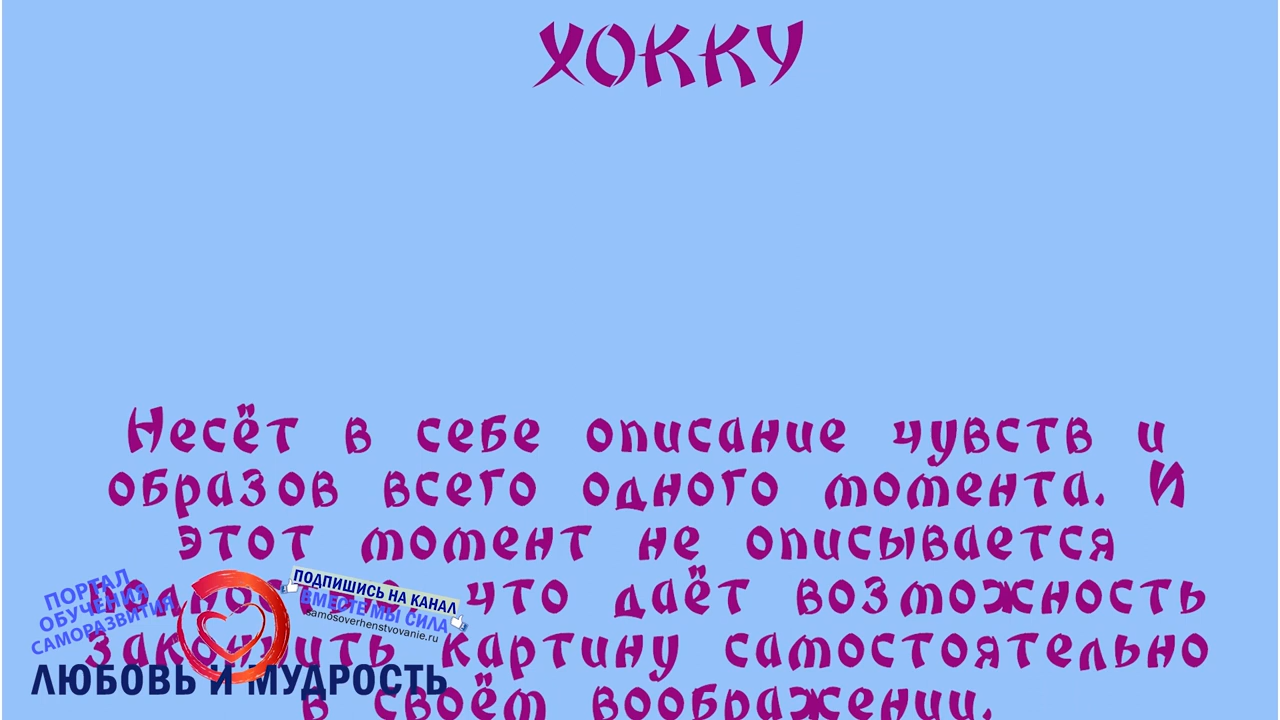 ХОККУ
Несёт в себе описание чувств и
образов всего одного момента. И
этот момент не описывается
что даёт возможность
закончить картину самостоятельно
в своём воображении.
ПОРТАЛ
ОБУЧЕНИЯ
САМОРАЗВИТИЯ
ПОДПИШИСЬ НА КАНАЛ
ВМЕСТЕ МЫ СИЛА
samosoverhenstvovanie.ru
ЛЮБОВЬ И МУДРОСТЬ